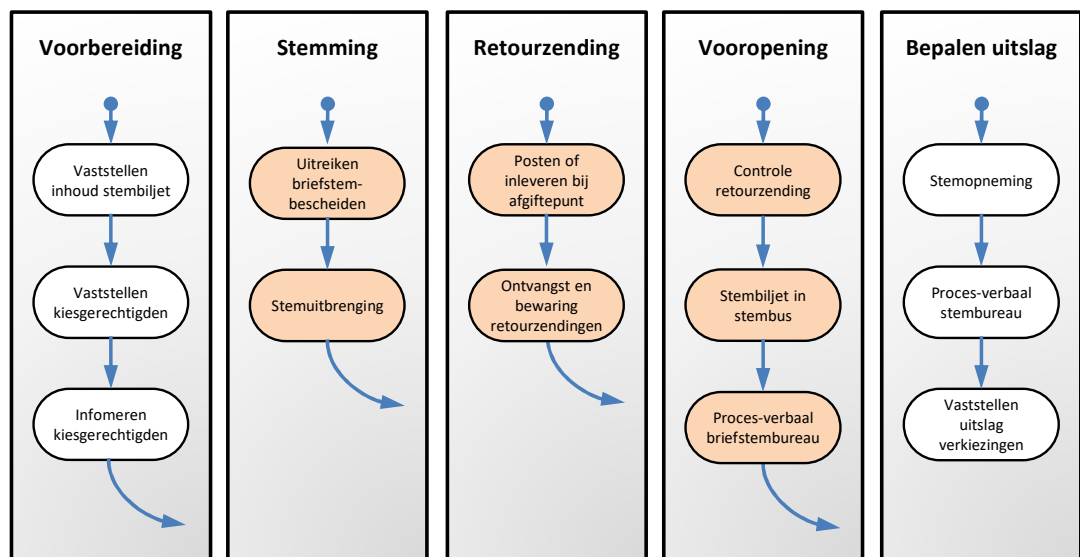 Voorbereiding
Vaststellen
inhoud stembiljet
Vaststellen
kiesgerechtigden
Infomeren
kiesgerechtigden
Stemming
Uitreiken
briefstem-
bescheiden
Stemuitbrenging
Retourzending
Posten of
inleveren bij
afgiftepunt
Ontvangst en
bewaring
retourzendingen
Vooropening
Controle
retourzending
Stembiljet in
stembus
Proces-verbaal
briefstembureau
Bepalen uitslag
Stemopneming
Proces-verbaal
stembureau
Vaststellen
uitslag
verkiezingen